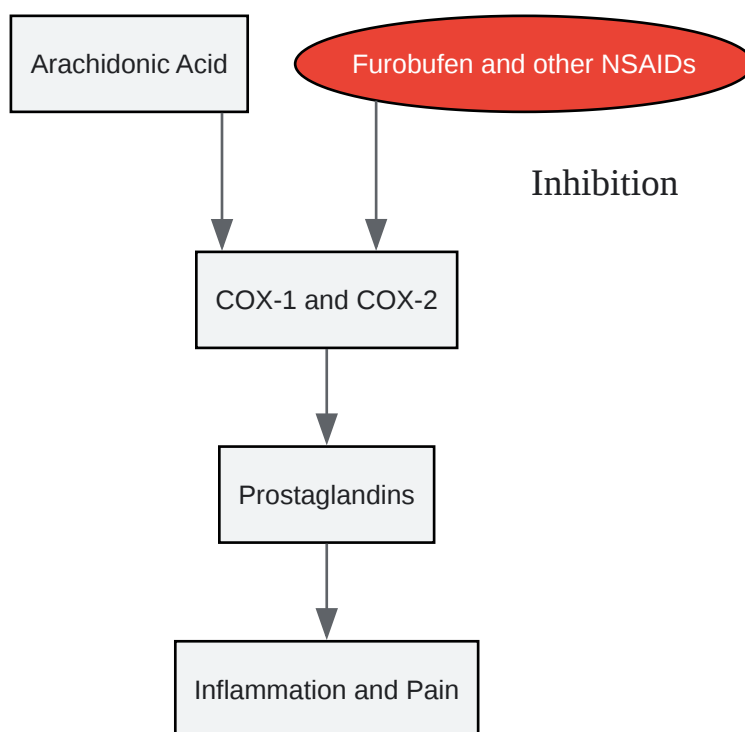 Arachidonic Acid
Furobufen and other NSAIDs
Inhibition
COX-1 and COX-2
Prostaglandins
Inflammation and Pain